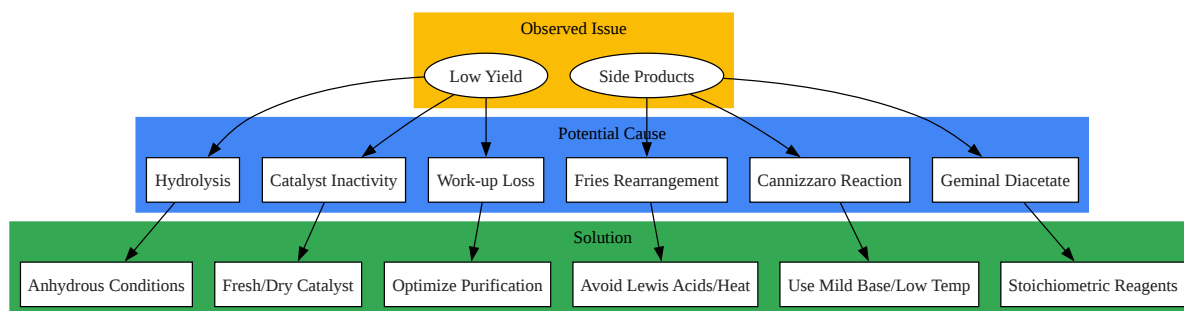 Observed Issue
Low Yield
Side Products
Potential Cause
Hydrolysis
Catalyst Inactivity
Work-up Loss
Fries Rearrangement
Cannizzaro Reaction
Geminal Diacetate
Solution
Anhydrous Conditions
Fresh/Dry Catalyst
Optimize Purification
Avoid Lewis Acids/Heat
Use Mild Base/Low Temp
Stoichiometric Reagents